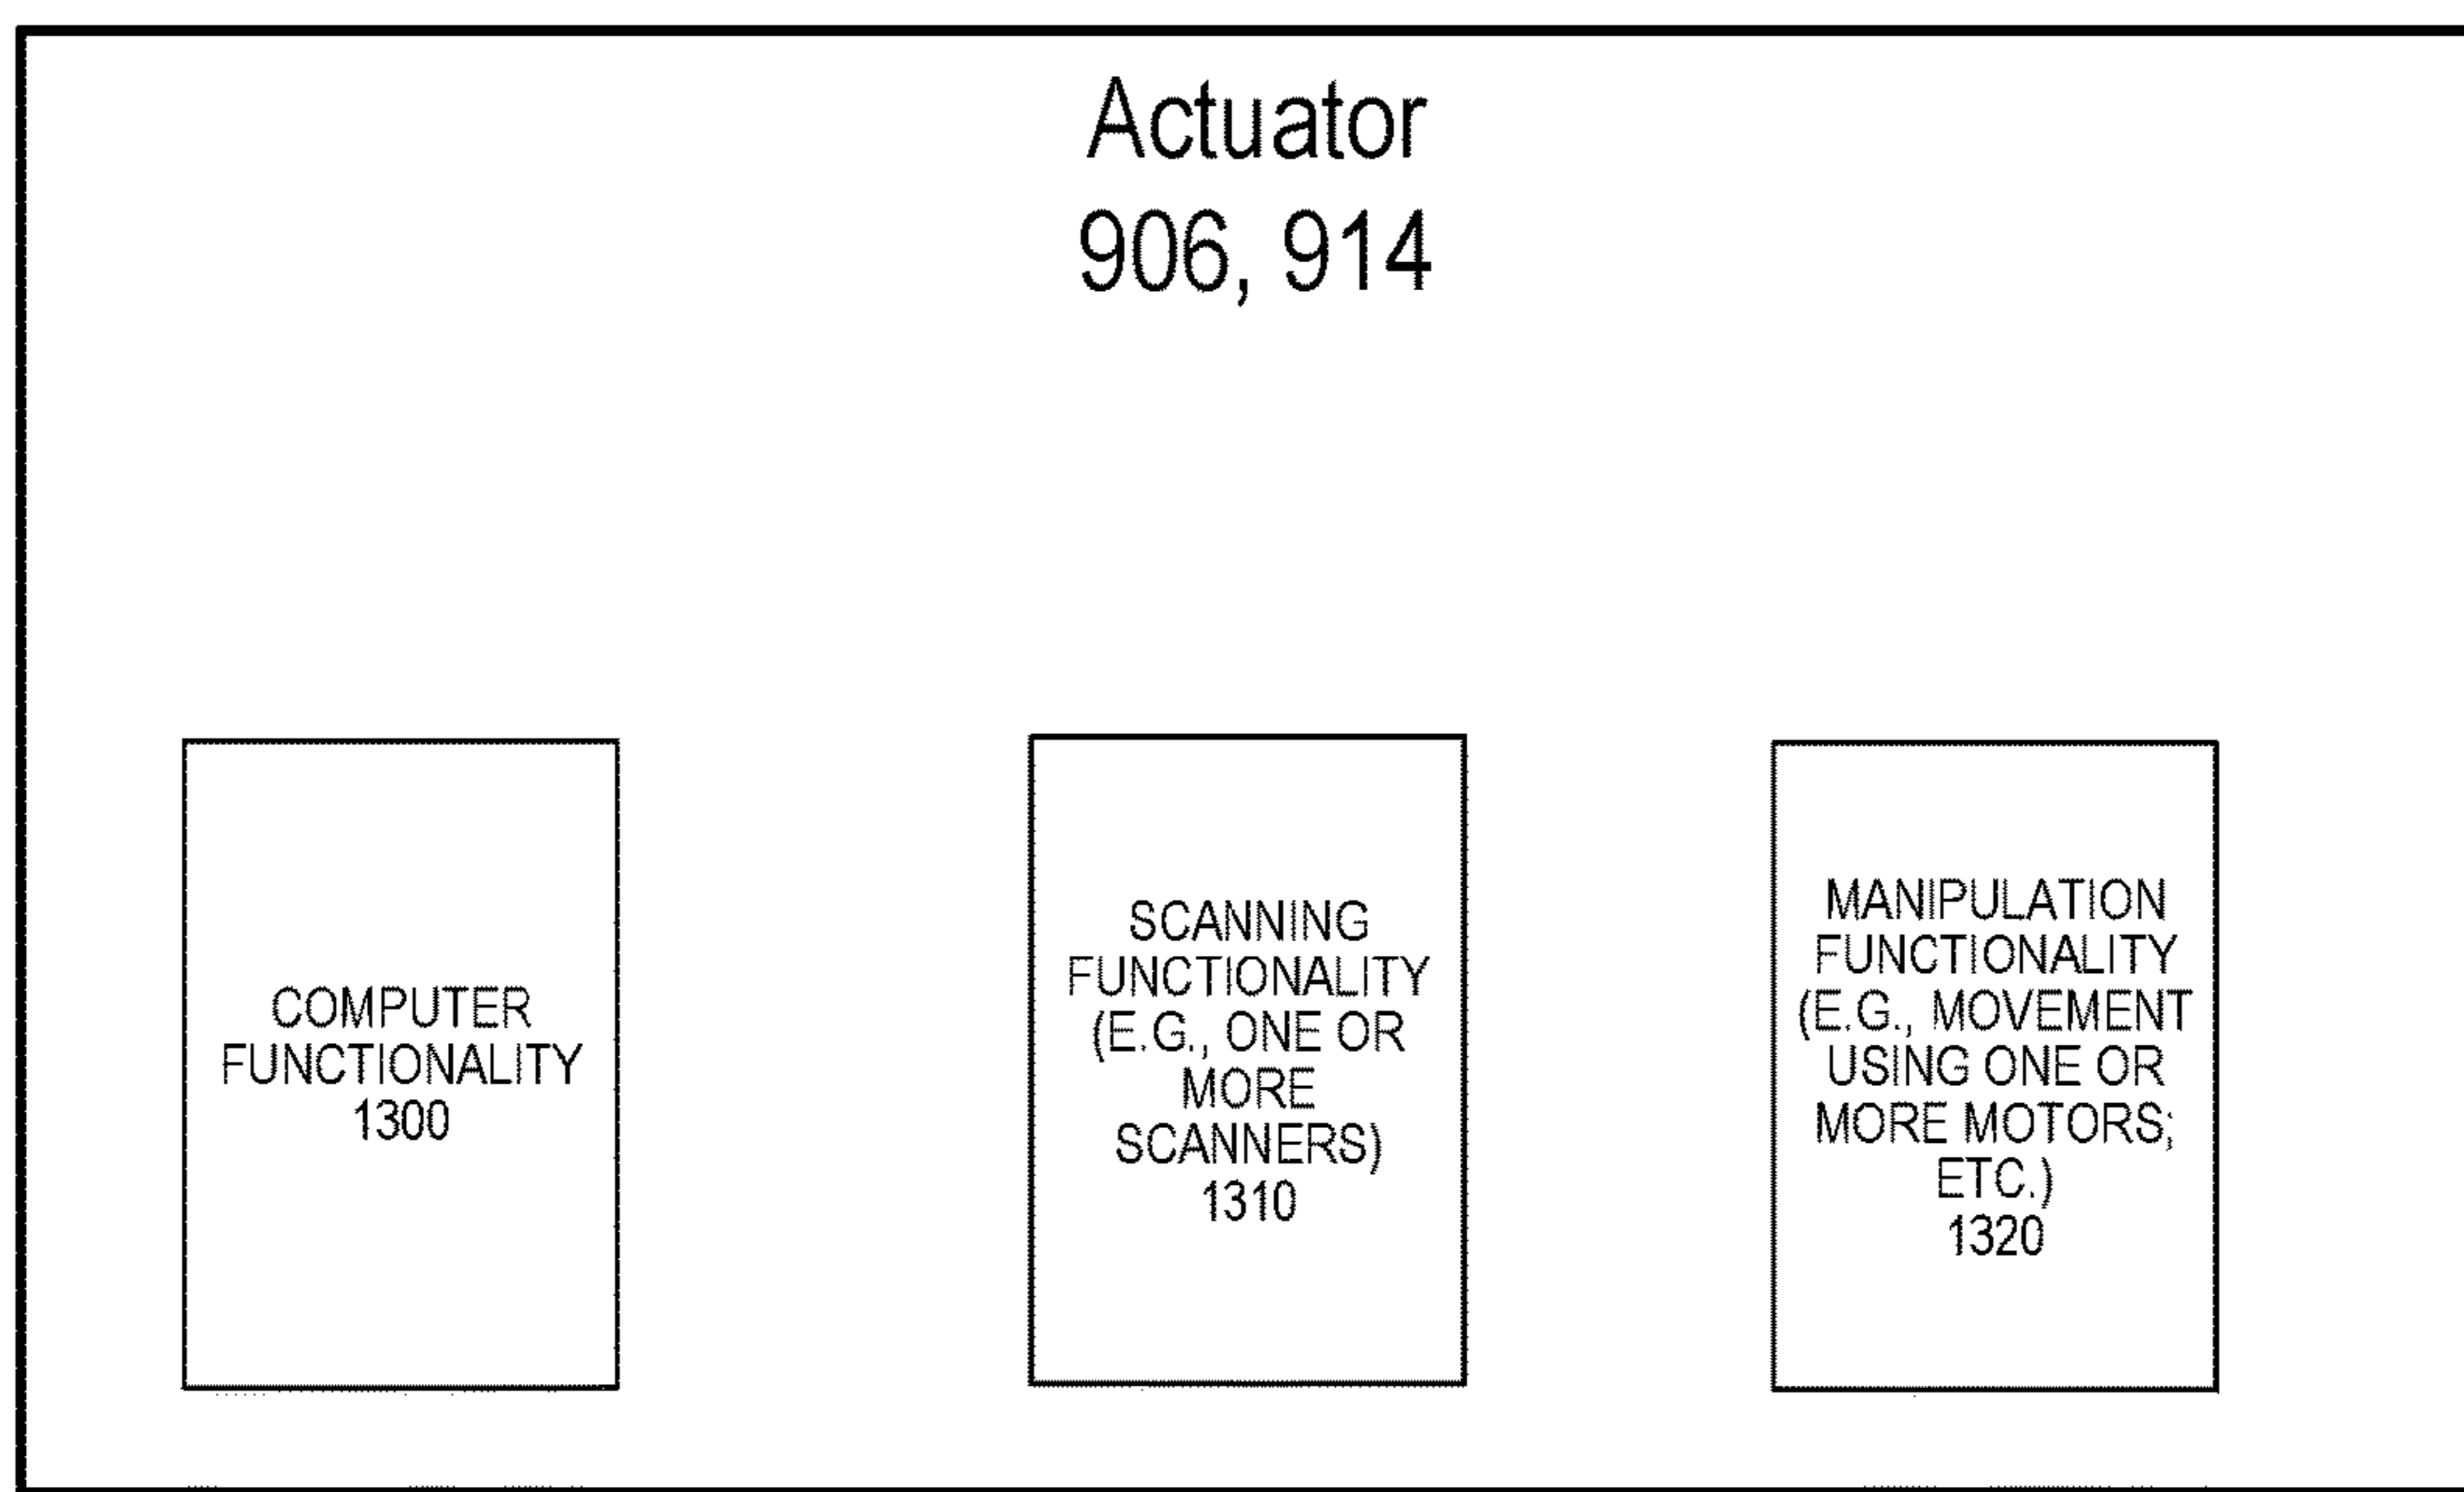 Actuator
906, 914
COMPUTER
FUNCTIONALITY
1300
SCANNING
FUNCTIONALITY
(E.G., ONE OR
MORE
SCANNERS)
1310
MANIPULATION
FUNCTIONALITY
(E.G., MOVEMENT
USING ONE OR
MORE MOTORS;
ETC.)
1320